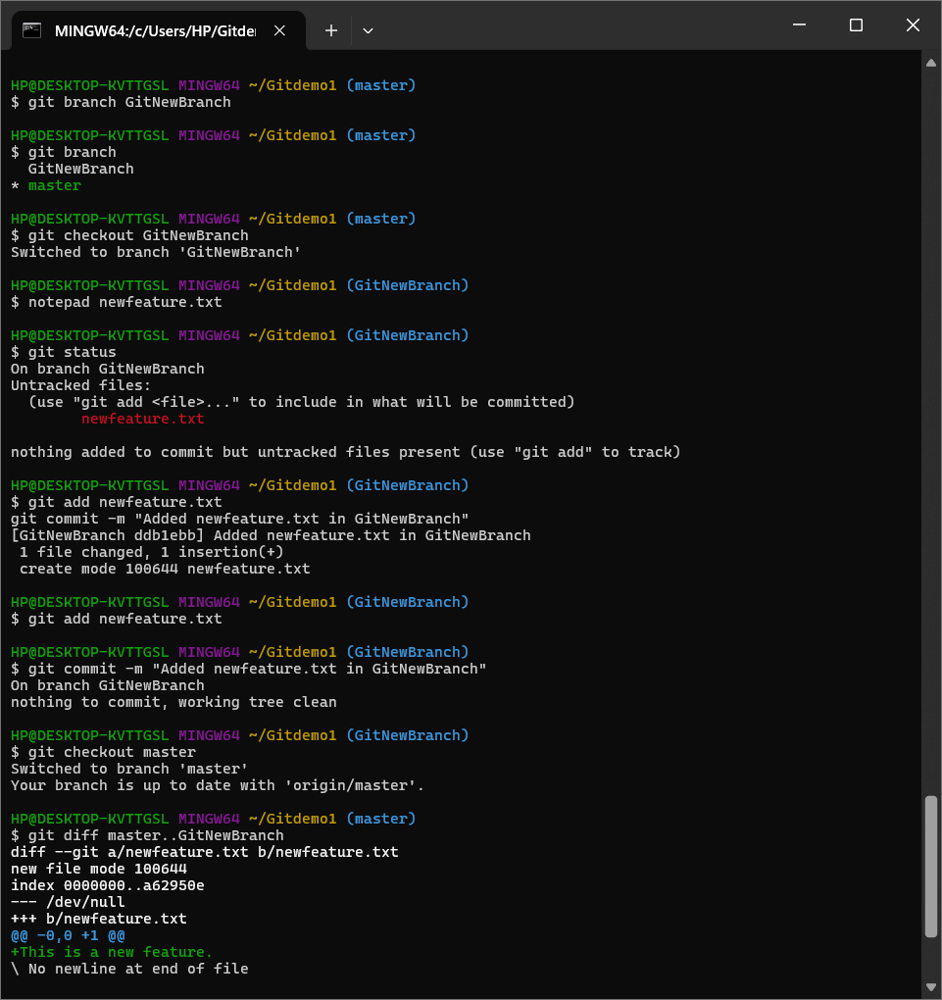 MINGW64:/c/Users/HP/Gitde
HP@DESKTOP-KVTTGSL MINGW64 ~/Gitdemo1 (master)
$ git branch GitNewBranch
HP@DESKTOP-KVTTGSL MINGW64 ~/Gitdemo1 (master)
$ git branch
  GitNewBranch
* master
HP@DESKTOP-KVTTGSL MINGW64 ~/Gitdemo1 (master)
$ git checkout GitNewBranch
Switched to branch 'GitNewBranch'
HP@DESKTOP-KVTTGSL MINGW64 ~/Gitdemo1 (GitNewBranch)
$ notepad newfeature.txt
HP@DESKTOP-KVTTGSL MINGW64 ~/Gitdemo1 (GitNewBranch)
$ git status
On branch GitNewBranch
Untracked files:
  (use "git add <file>..." to include in what will be committed)
        newfeature.txt
nothing added to commit but untracked files present (use "git add" to track)
HP@DESKTOP-KVTTGSL MINGW64 ~/Gitdemo1 (GitNewBranch)
$ git add newfeature.txt
git commit -m "Added newfeature.txt in GitNewBranch"
[GitNewBranch ddb1ebb] Added newfeature.txt in GitNewBranch
 1 file changed, 1 insertion(+)
 create mode 100644 newfeature.txt
HP@DESKTOP-KVTTGSL MINGW64 ~/Gitdemo1 (GitNewBranch)
$ git add newfeature.txt
HP@DESKTOP-KVTTGSL MINGW64 ~/Gitdemo1 (GitNewBranch)
$ git commit -m "Added newfeature.txt in GitNewBranch"
On branch GitNewBranch
nothing to commit, working tree clean
HP@DESKTOP-KVTTGSL MINGW64 ~/Gitdemo1 (GitNewBranch)
$ git checkout master
Switched to branch 'master'
Your branch is up to date with 'origin/master'.
HP@DESKTOP-KVTTGSL MINGW64 ~/Gitdemo1 (master)
$ git diff master..GitNewBranch
diff --git a/newfeature.txt b/newfeature.txt
new file mode 100644
index 0000000..a62950e
--- /dev/null
+++ b/newfeature.txt
@@ -0,0 +1 @@
+This is a new feature.
\ No newline at end of file